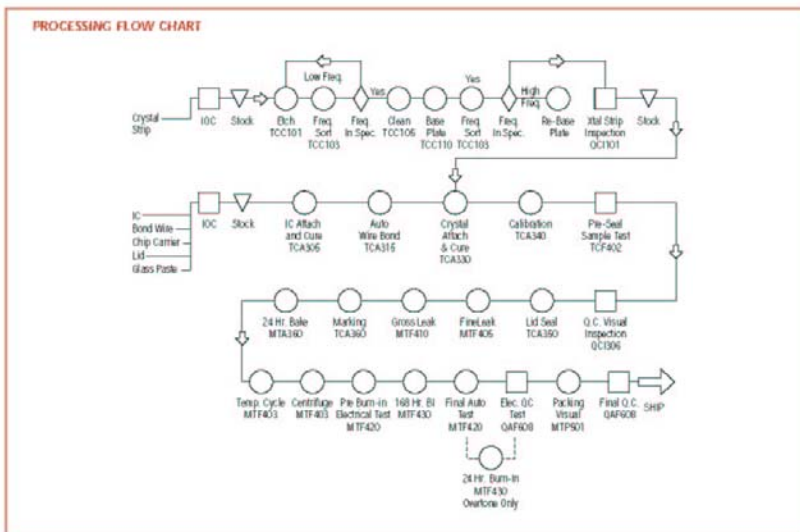 PROCESSING FLOW CHART
Low Freq.
Yes
Yes
High
Freq.
Crystal
Strip
IOC
Stock
Etch
TCC101
Freq.
Sort
TCC103
Freq.
In Spec.
Clean
TCC106
Base
Plate
TCC110
Freq.
Sort
TCC103
Freq.
In Spec.
Re-Base
Plate
Xtal Strip
Inspection
QCI101
Stock
IC
Bond Wire
Chip Carrier
Lid
Glass Paste
IOC
Stock
IC Attach
and Cure
TCA305
Auto
Wire Bond
TCA315
Crystal
Attach
& Cure
TCA330
Calibration
TCA340
Pre-Seal
Sample Test
TCF402
24 Hr. Bake
MTA360
Marking
TCA360
Gross Leak
MTF410
Fine Leak
MTF405
Lid Seal
TCA350
Q.C. Visual
Inspection
QCI306
Temp. Cycle
MTF403
Centrifuge
MTF403
Pre Burn-in
Electrical Test
MTF420
168 Hr. BI
MTF430
Final Auto
Test
MTF420
Elec. QC
Test
QAF608
Packing
Visual
MTP501
Final Q.C.
QAF608
SHIP
24 Hr. Burn-In
MTF430
Overtone Only